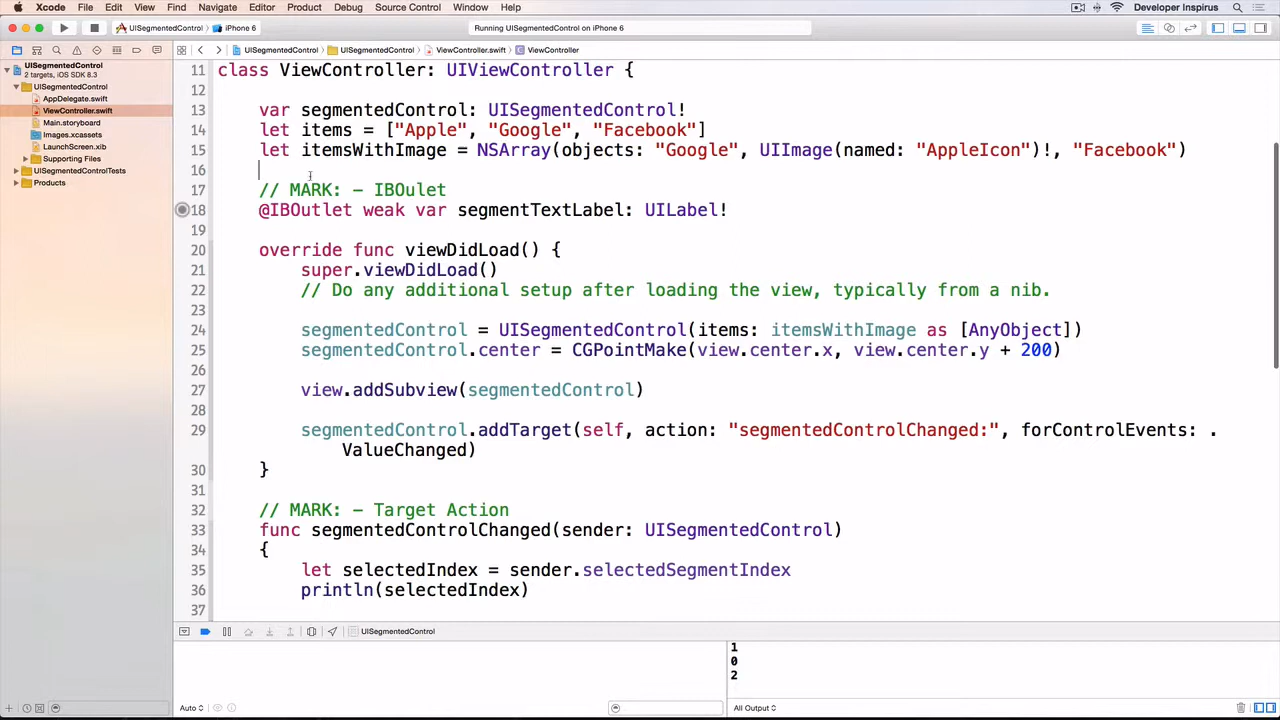 Xcode File Edit View Find Navigate Editor Product Debug Source Control Window Help Developer Inspirus
UISegmentedControl iPhone 6 Running UISegmentedControl on iPhone 6
UISegmentedControl UISegmentedControl ViewController.swift ViewController
UISegmentedControl
2 targets, iOS SDK 8.3
UISegmentedControl
AppDelegate.swift
ViewController.swift
Main.storyboard
Images.xcassets
LaunchScreen.xib
Supporting Files
UISegmentedControlTests
Products
11 class ViewController: UIViewController {
12
13 var segmentedControl: UISegmentedControl!
14 let items = ["Apple", "Google", "Facebook"]
15 let itemsWithImage = NSArray(objects: "Google", UIImage(named: "AppleIcon")!, "Facebook")
16
17 // MARK: - IBOulet
18 @IBOutlet weak var segmentTextLabel: UILabel!
19
20 override func viewDidLoad() {
21 super.viewDidLoad()
22 // Do any additional setup after loading the view, typically from a nib.
23
24 segmentedControl = UISegmentedControl(items: itemsWithImage as [AnyObject])
25 segmentedControl.center = CGPointMake(view.center.x, view.center.y + 200)
26
27 view.addSubview(segmentedControl)
28
29 segmentedControl.addTarget(self, action: "segmentedControlChanged:", forControlEvents: .
ValueChanged)
30 }
31
32 // MARK: - Target Action
33 func segmentedControlChanged(sender: UISegmentedControl)
34 {
35 let selectedIndex = sender.selectedSegmentIndex
36 println(selectedIndex)
37
UISegmentedControl
1
0
2
Auto All Output